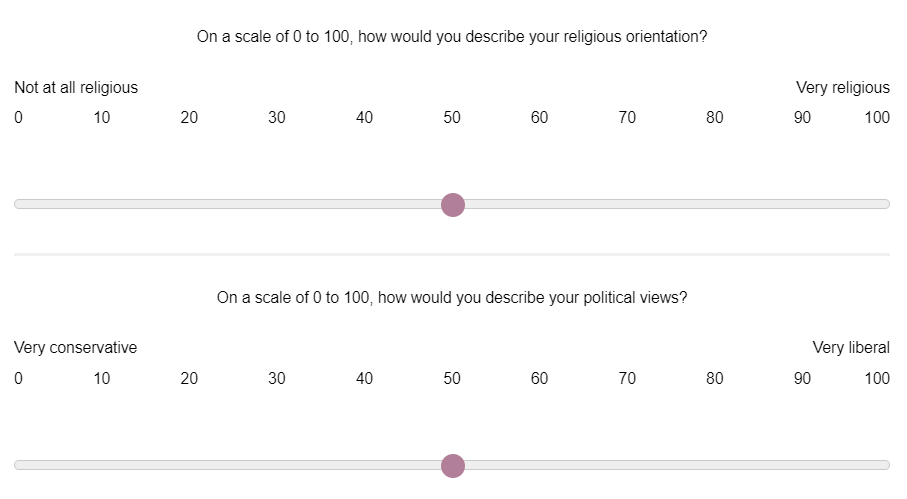 On a scale of 0 to 100, how would you describe your religious orientation?
Not at all religious Very religious
0 10 20 30 40 50 60 70 80 90 100
On a scale of 0 to 100, how would you describe your political views?
Very conservative Very liberal
0 10 20 30 40 50 60 70 80 90 100